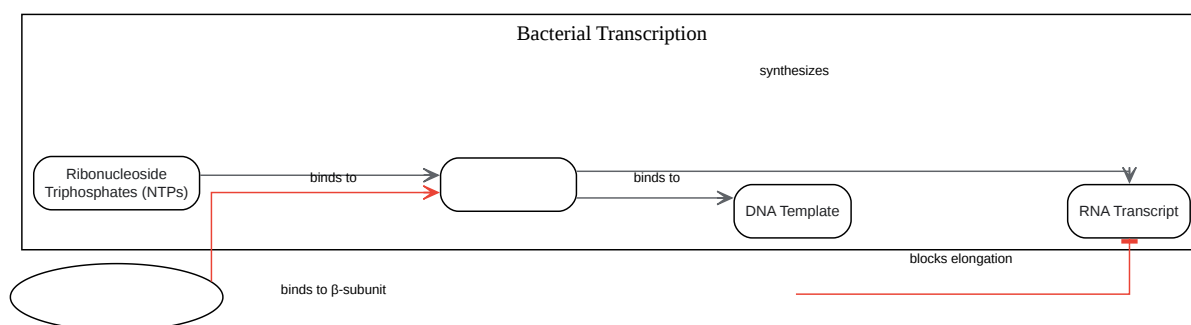 Bacterial Transcription
synthesizes
Ribonucleoside
Triphosphates (NTPs)
binds to
binds to
DNA Template
RNA Transcript
blocks elongation
binds to β-subunit